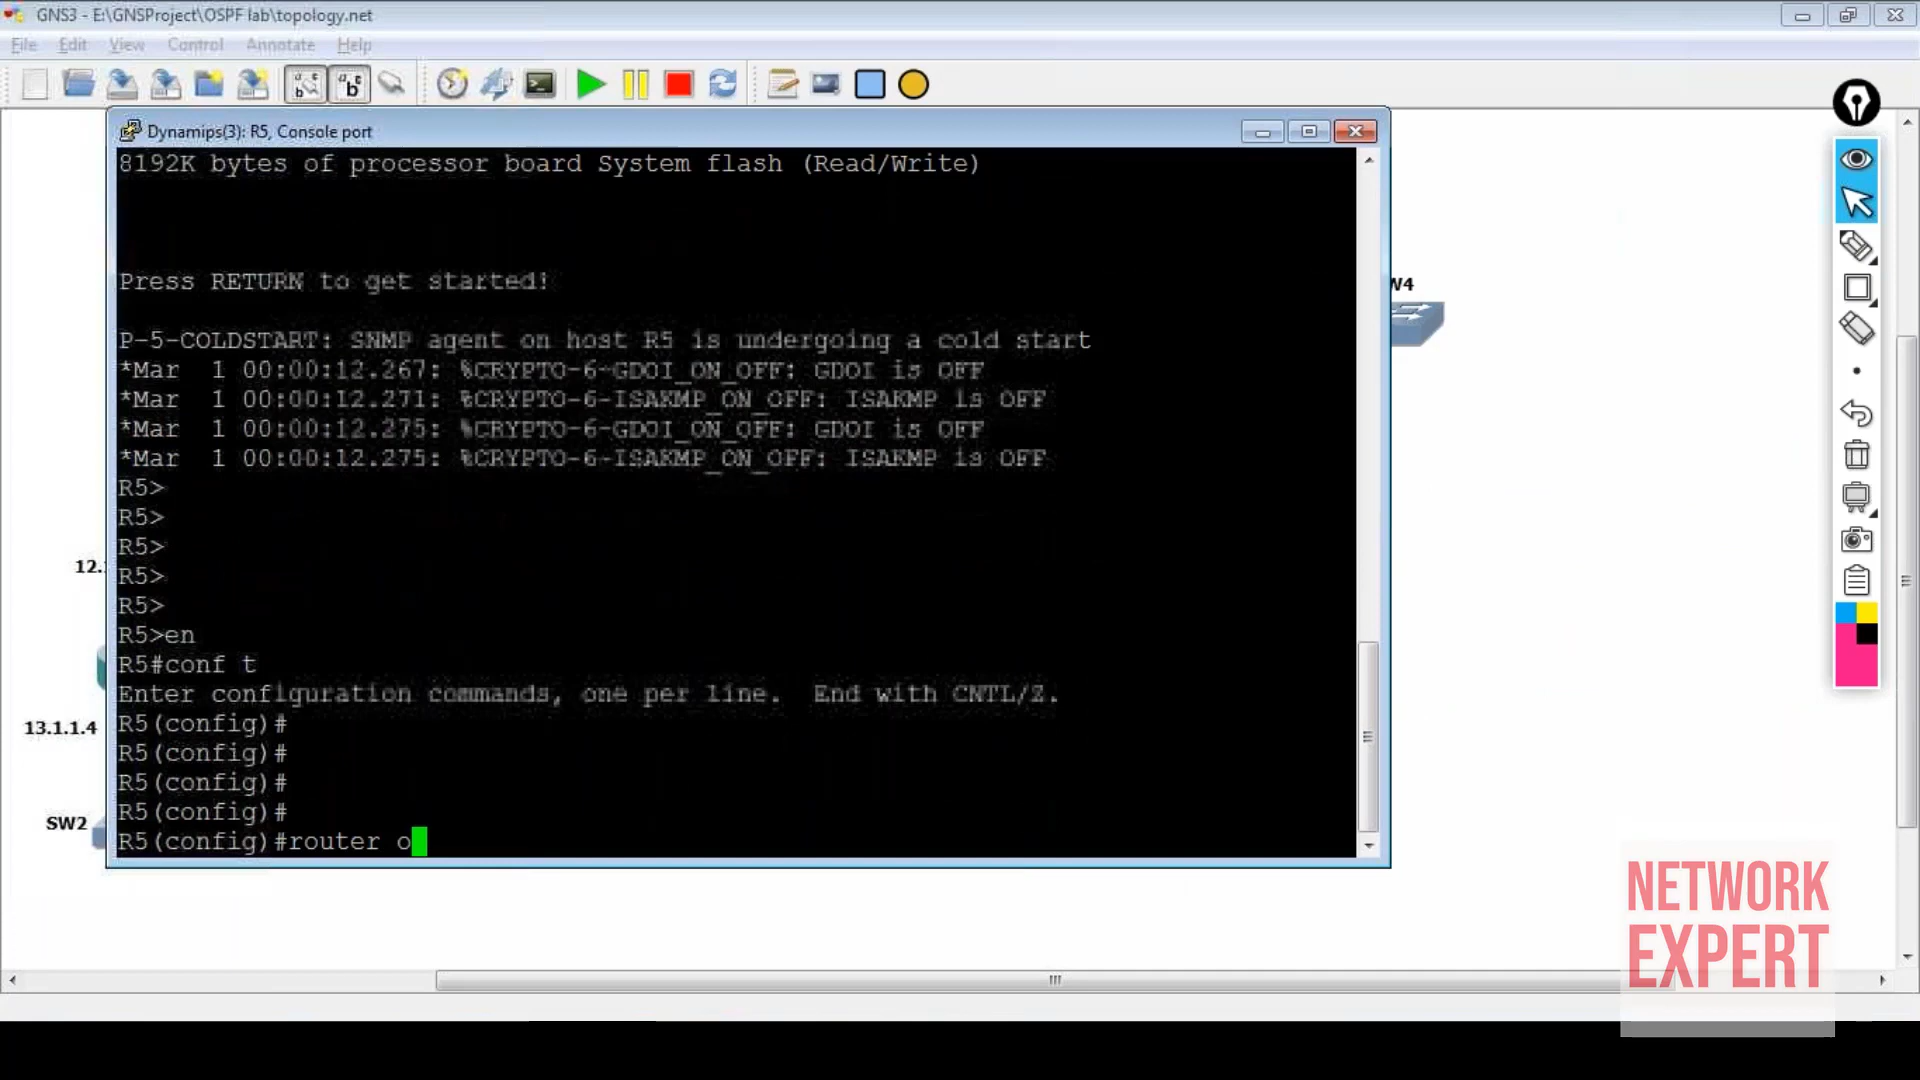 GNS3 - E:\GNSProject\OSPF lab\topology.net
File Edit View Control Annotate Help
Dynamips(3): R5, Console port
8192K bytes of processor board System flash (Read/Write)
Press RETURN to get started!
P-5-COLDSTART: SNMP agent on host R5 is undergoing a cold start
*Mar  1 00:00:12.267: %CRYPTO-6-GDOI_ON_OFF: GDOI is OFF
*Mar  1 00:00:12.271: %CRYPTO-6-ISAKMP_ON_OFF: ISAKMP is OFF
*Mar  1 00:00:12.275: %CRYPTO-6-GDOI_ON_OFF: GDOI is OFF
*Mar  1 00:00:12.275: %CRYPTO-6-ISAKMP_ON_OFF: ISAKMP is OFF
R5>
R5>
R5>
R5>
R5>
R5>en
R5#conf t
Enter configuration commands, one per line.  End with CNTL/Z.
R5(config)#
R5(config)#
R5(config)#
R5(config)#
R5(config)#router o
W4
12.
13.1.1.4
SW2
NETWORK
EXPERT